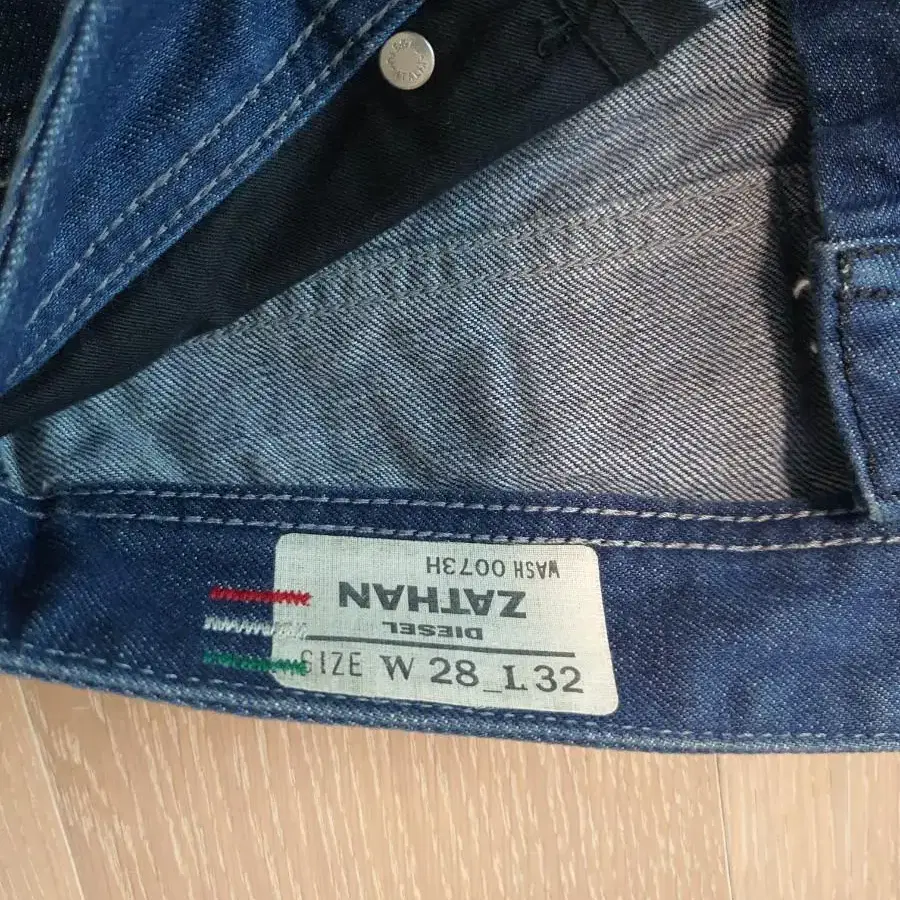 DIESEL
ZATHAN
WASH 0073H
SIZE W 28_L32